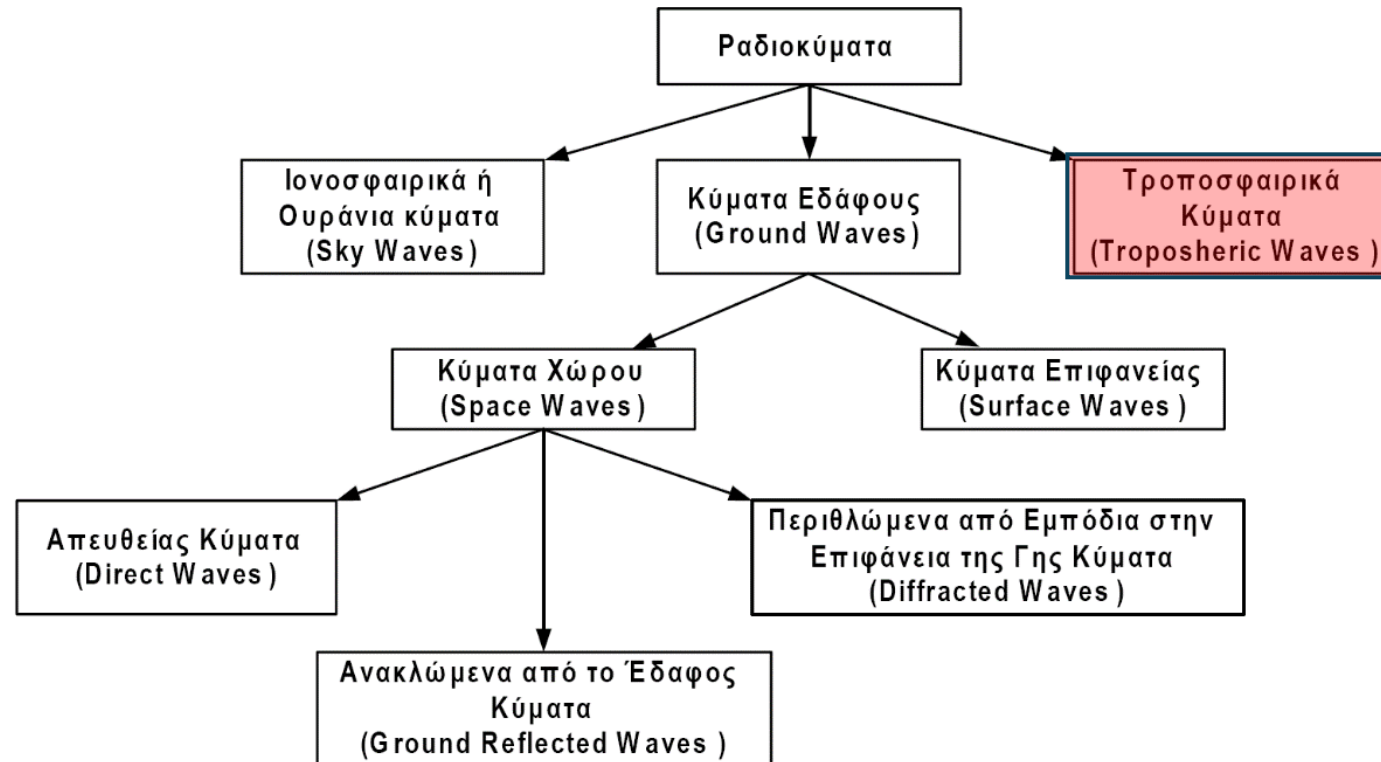 Ραδιοκύματα
Ιονοσφαιρικά ή
Ουράνια κύματα
(Sky Waves)
Κύματα Εδάφους
(Ground Waves)
Τροποσφαιρικά
Κύματα
(Troposheric Waves)
Κύματα Χώρου
(Space Waves)
Κύματα Επιφανείας
(Surface Waves)
Απευθείας Κύματα
(Direct Waves)
Περιθλώμενα από Εμπόδια στην
Επιφάνεια της Γης Κύματα
(Diffracted Waves)
Ανακλώμενα από το Έδαφος
Κύματα
(Ground Reflected Waves)